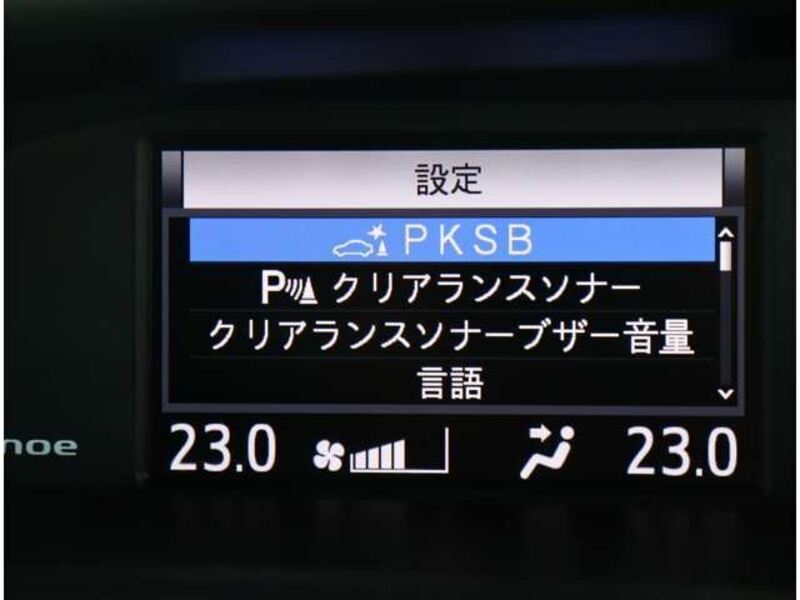 設定
PKSB
P クリアランスソナー
クリアランスソナーブザー音量
言語
noe
23.0 23.0